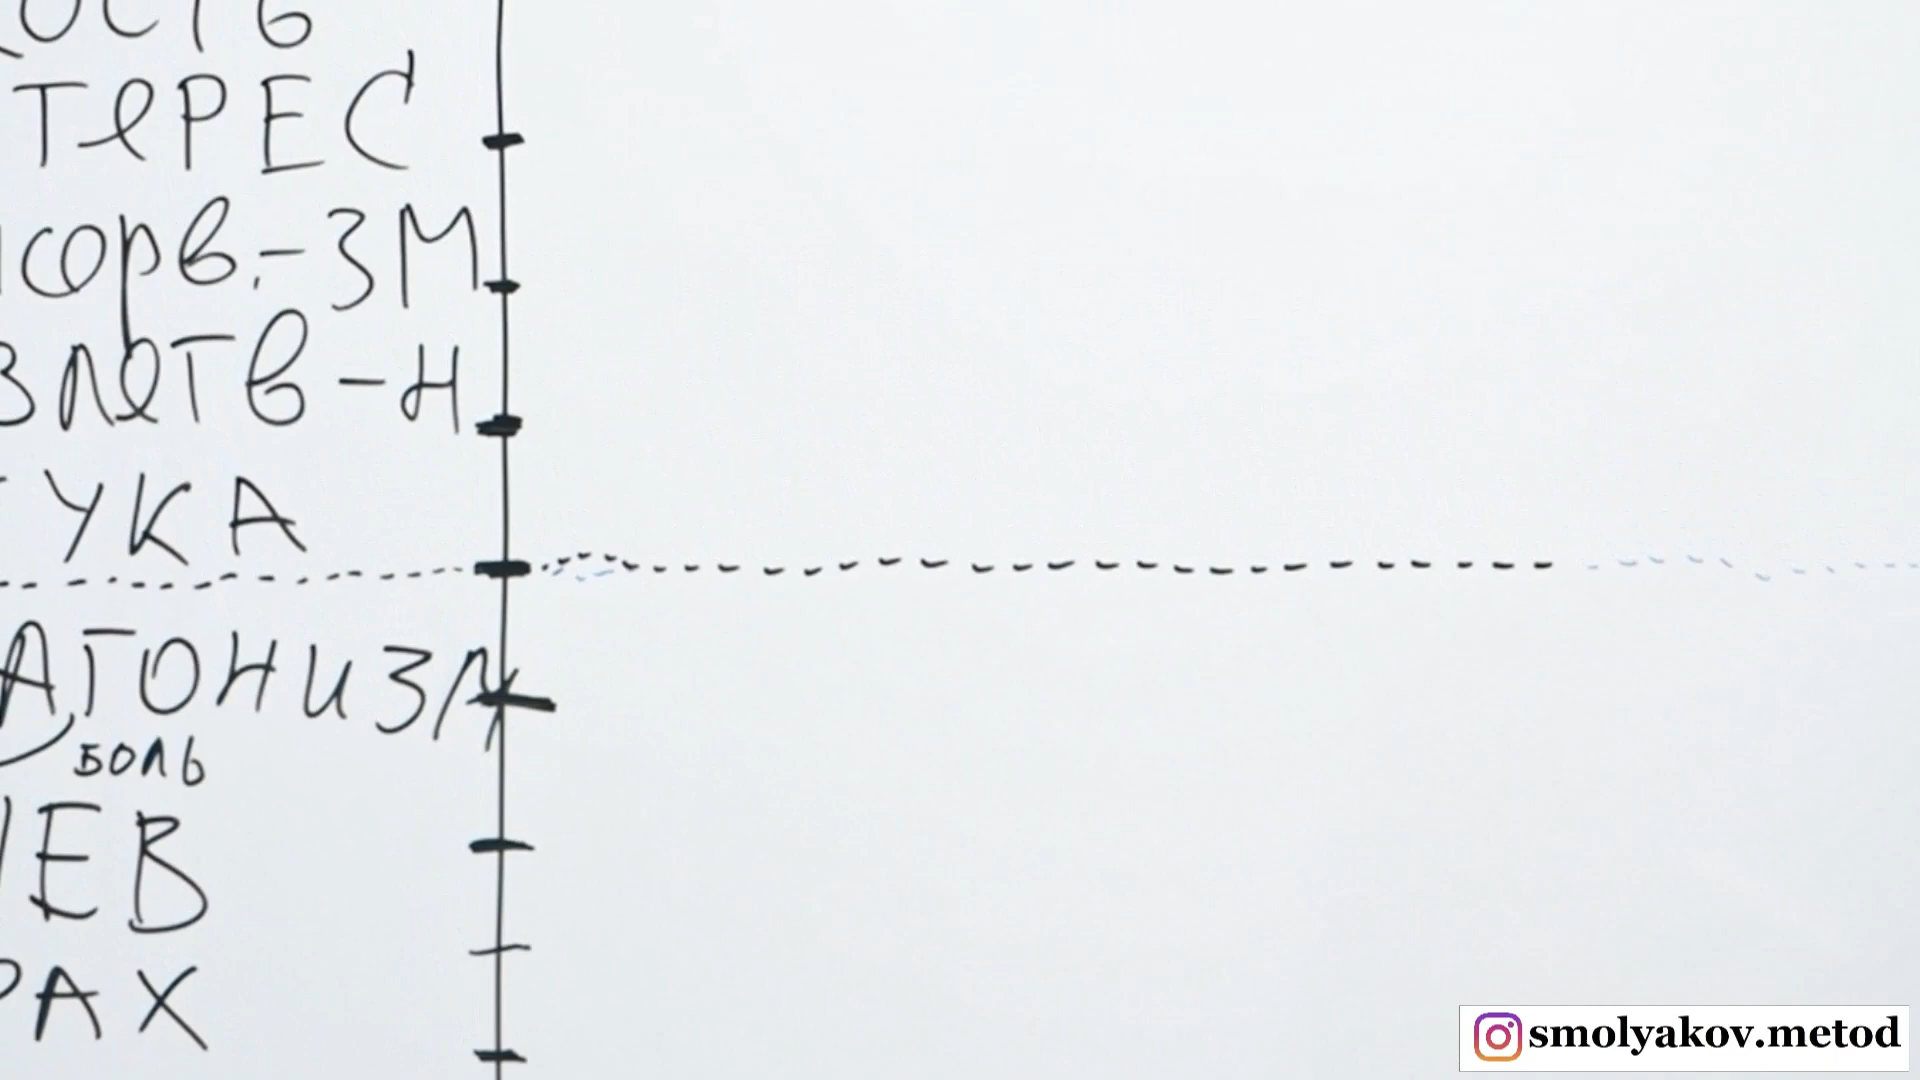 ОСТЬ
ТеРЕС
сорв.-ЗМ
ВлетВ-Н
УКА
АГОНИЗМ
БОЛЬ
ЕВ
РАХ
smolyakov.metod